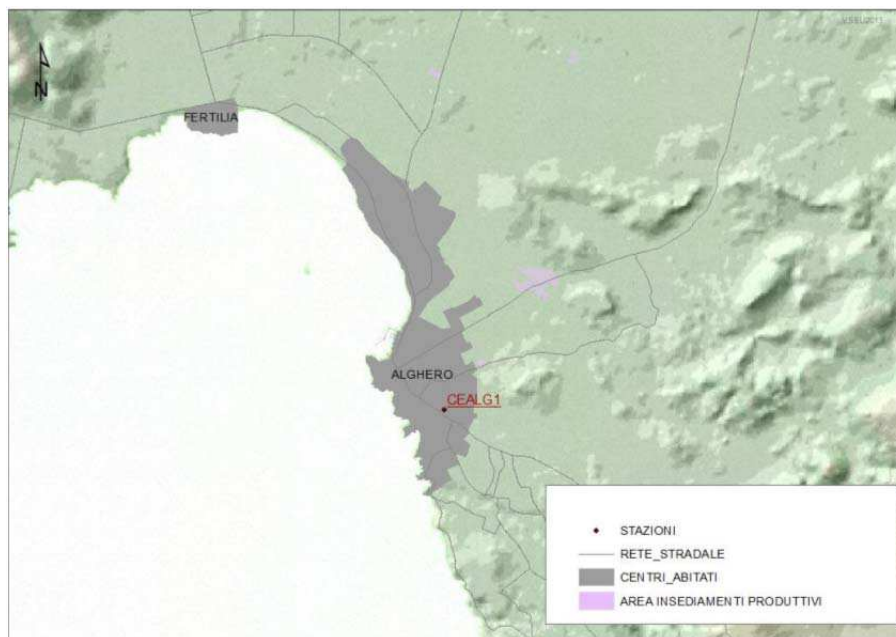 FERTILIA
ALGHERO
CEALG1
STAZIONI
RETE_STRADALE
CENTRI_ABITATI
AREA INSEDIAMENTI PRODUTTIVI